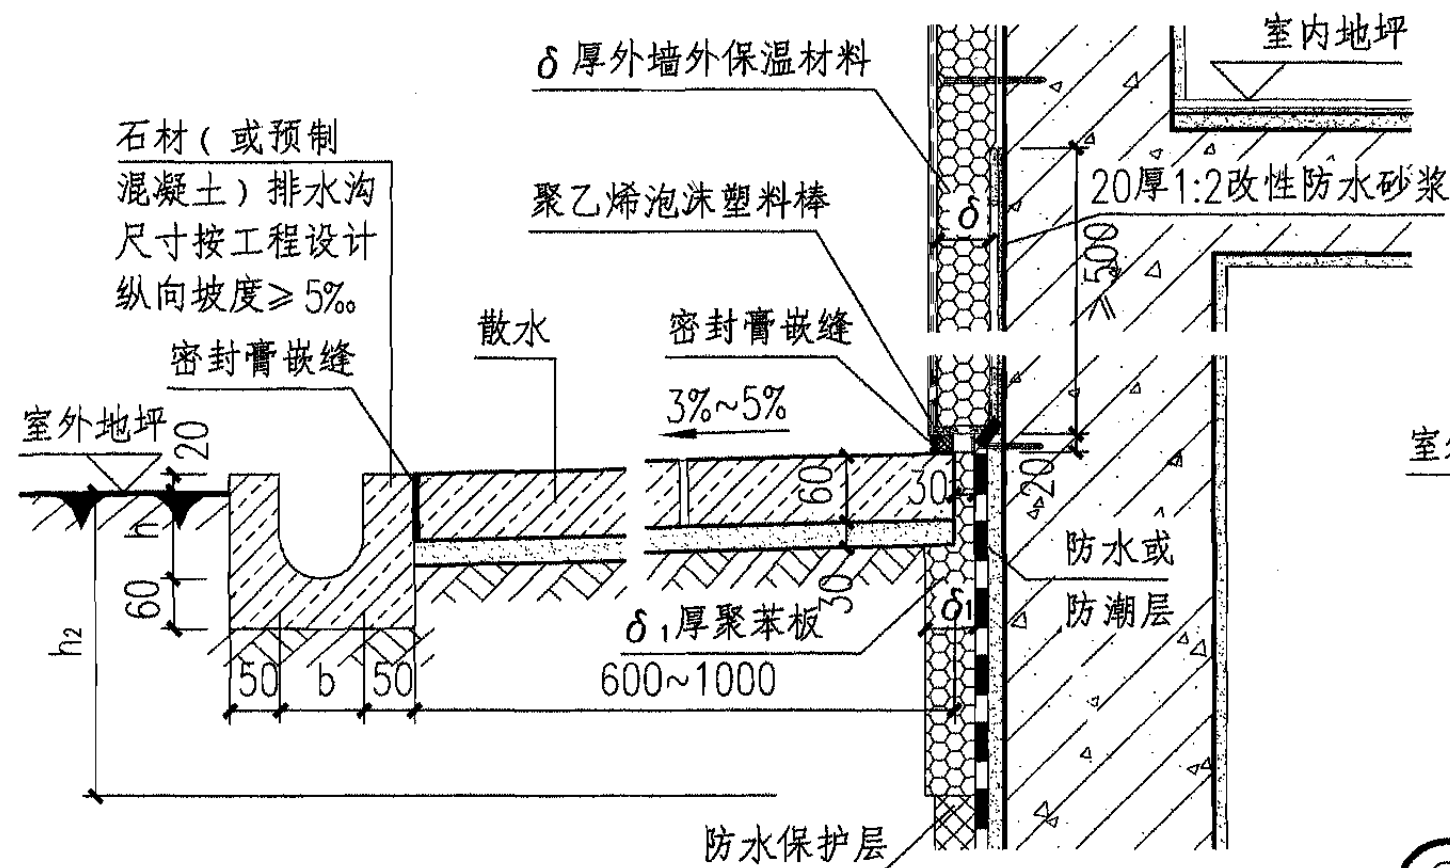 室内地坪
δ 厚外墙外保温材料
石材（或预制
混凝土）排水沟
尺寸按工程设计
纵向坡度≥5‰
聚乙烯泡沫塑料棒
δ
20厚1:2改性防水砂浆
≥500
密封膏嵌缝
散水
密封膏嵌缝
3%~5%
室外地坪
20
室
60
30
20
h
60
30
防水或
防潮层
δ1
δ1厚聚苯板
h2
50
b
50
600~1000
防水保护层